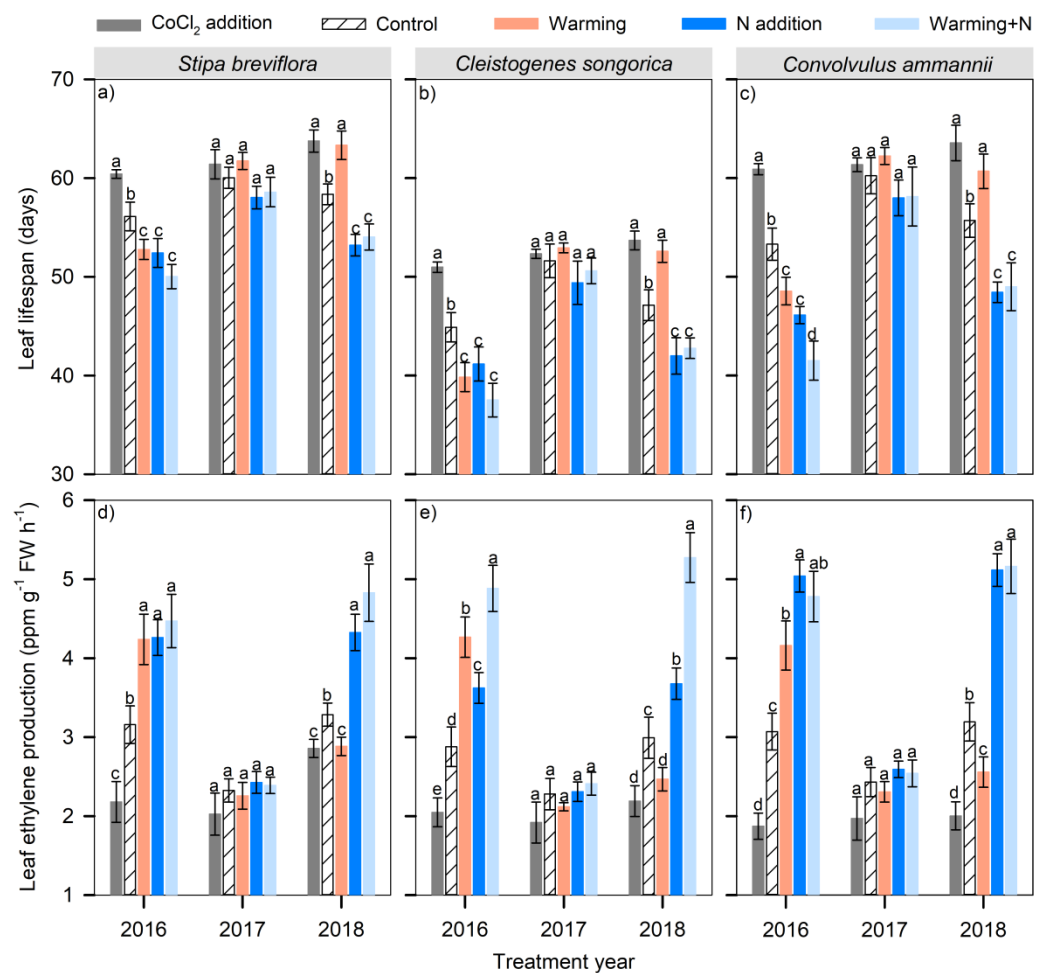 CoCl₂ addition Control Warming N addition Warming+N
Stipa breviflora Cleistogenes songorica Convolvulus ammannii
Leaf lifespan (days)
70
60
50
40
30
a)
a b c c c
a a a a a
a b a c c
b)
a b c c c
a a a a a
a b a c c
c)
a b c c d
a a a a a
a b a c c
Leaf ethylene production (ppm g⁻¹ FW h⁻¹)
6
5
4
3
2
1
d)
c b a a a
a a a a a
c b c a a
e)
e d b c a
a a a a a
d c d b a
f)
d c b a ab
a a a a a
d b c a a
2016 2017 2018
2016 2017 2018
2016 2017 2018
Treatment year